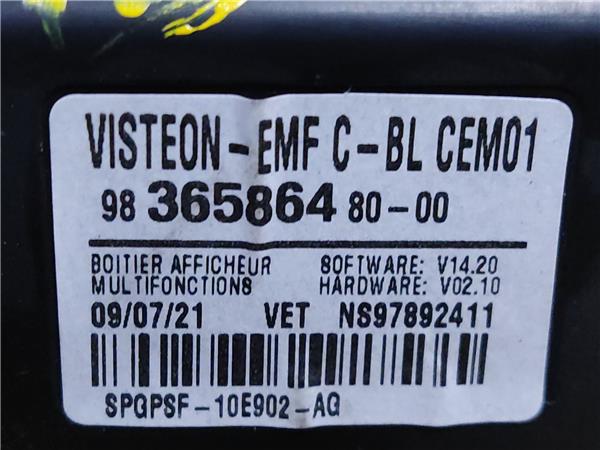 VISTEON-EMF C-BL CEM01
98 365864 80-00
BOITIER AFFICHEUR SOFTWARE: V14.20
MULTIFONCTIONS HARDWARE: V02.10
09/07/21 VET NS97892411
SPGPSF-10E902-AG